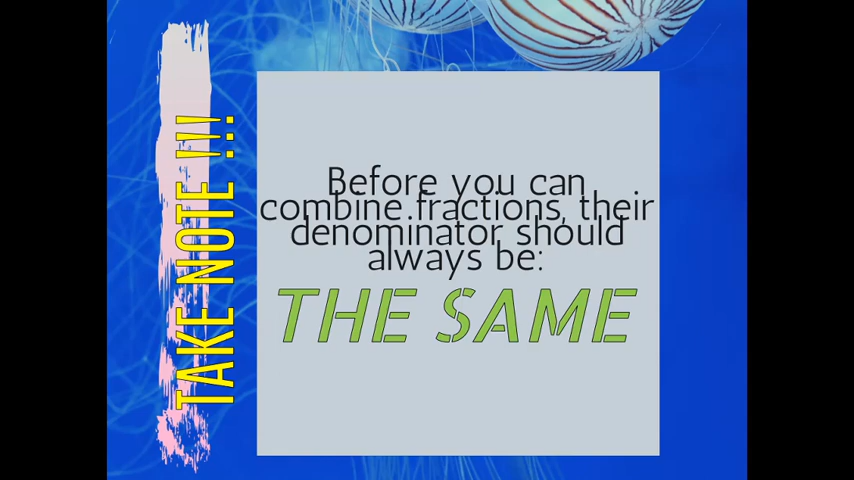 TAKE NOTE !!!
Before you can
combine fractions, their
denominator should
always be:
THE SAME